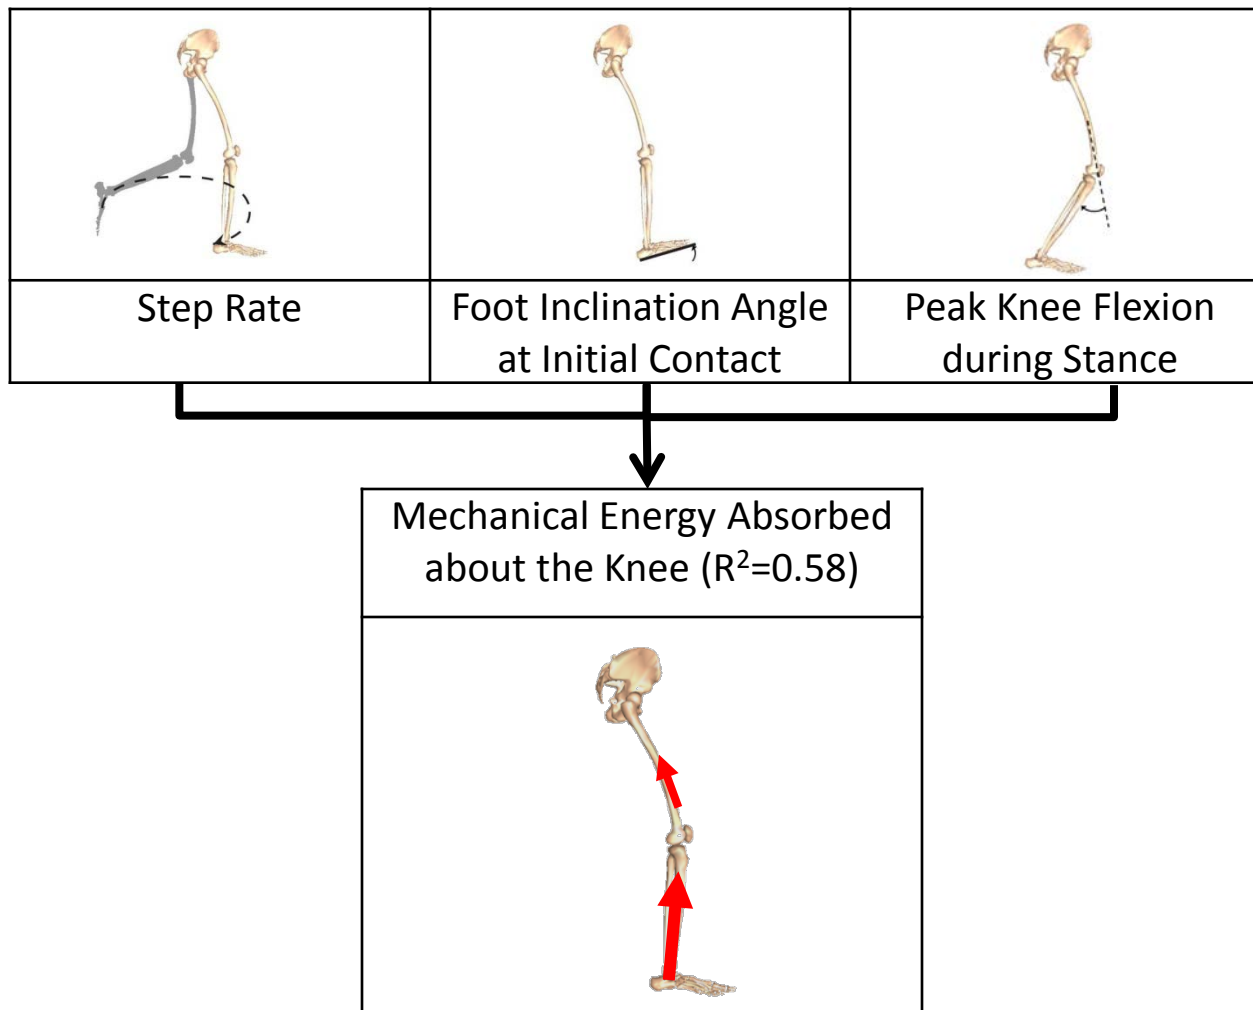 Step Rate
Foot Inclination Angle
at Initial Contact
Peak Knee Flexion
during Stance
Mechanical Energy Absorbed
about the Knee (R²=0.58)